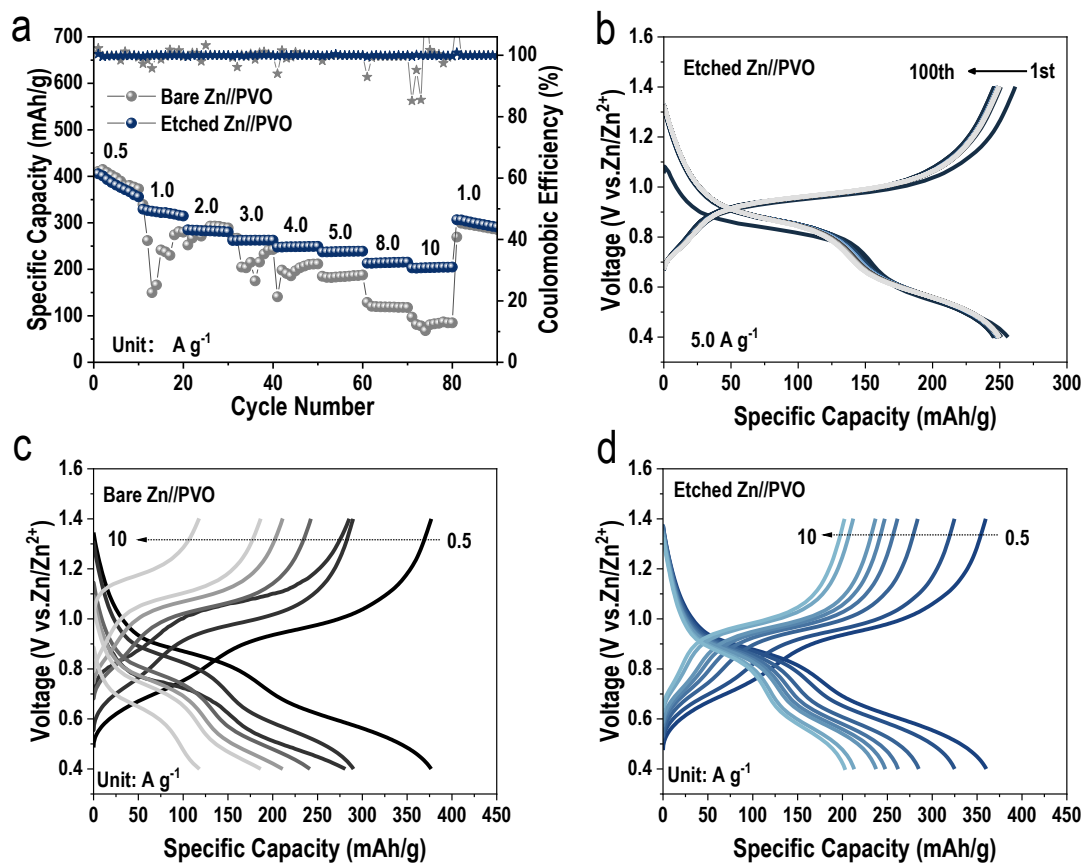 a
700
600
500
400
300
200
100
0
Specific Capacity (mAh/g)
100
80
60
40
20
0
Coulomobic Efficiency (%)
Bare Zn//PVO
Etched Zn//PVO
0.5
1.0
2.0
3.0
4.0
5.0
8.0
10
1.0
Unit: A g-1
0 20 40 60 80
Cycle Number
b
Etched Zn//PVO
100th
1st
1.6
1.4
1.2
1.0
0.8
0.6
0.4
Voltage (V vs.Zn/Zn2+)
5.0 A g-1
0 50 100 150 200 250 300
Specific Capacity (mAh/g)
c
Bare Zn//PVO
10
0.5
1.6
1.4
1.2
1.0
0.8
0.6
0.4
Voltage (V vs.Zn/Zn2+)
Unit: A g-1
0 50 100 150 200 250 300 350 400 450
Specific Capacity (mAh/g)
d
Etched Zn//PVO
10
0.5
1.6
1.4
1.2
1.0
0.8
0.6
0.4
Voltage (V vs.Zn/Zn2+)
Unit: A g-1
0 50 100 150 200 250 300 350 400 450
Specific Capacity (mAh/g)